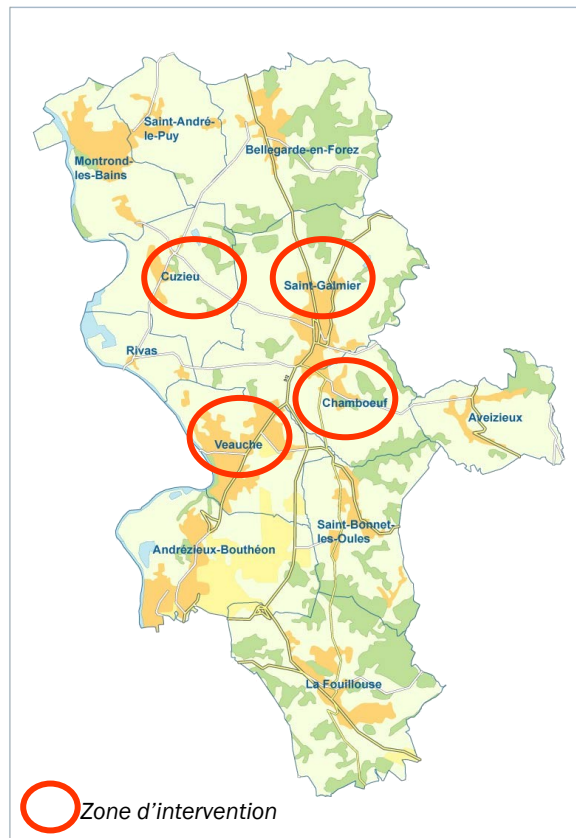 Saint-André-
le-Puy
Montrond-
les-Bains
Bellegarde-en-Forez
Cuzieu
Saint-Galmier
Rivas
Chamboeuf
Aveizieux
Veauche
Saint-Bonnet-
les-Oules
Andrézieux-Bouthéon
La Fouillouse
Zone d'intervention